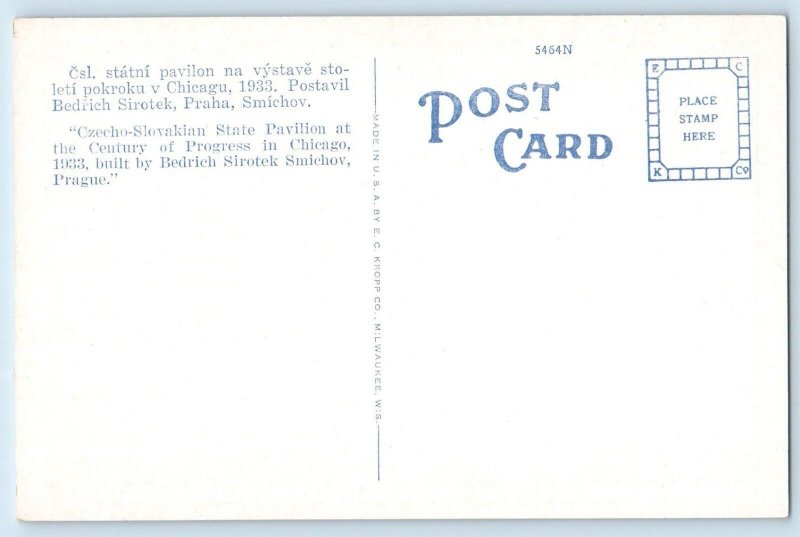 Čsl. státní pavilon na výstavě sto-
letí pokroku v Chicagu, 1933. Postavil
Bedřich Sirotek, Praha, Smíchov.
"Czecho-Slovakian State Pavilion at
the Century of Progress in Chicago,
1933, built by Bedrich Sirotek Smichov,
Prague."
MADE IN U. S. A. BY E. C. KROPP CO., MILWAUKEE, WIS.
5464N
POST
CARD
E C
PLACE
STAMP
HERE
K Co